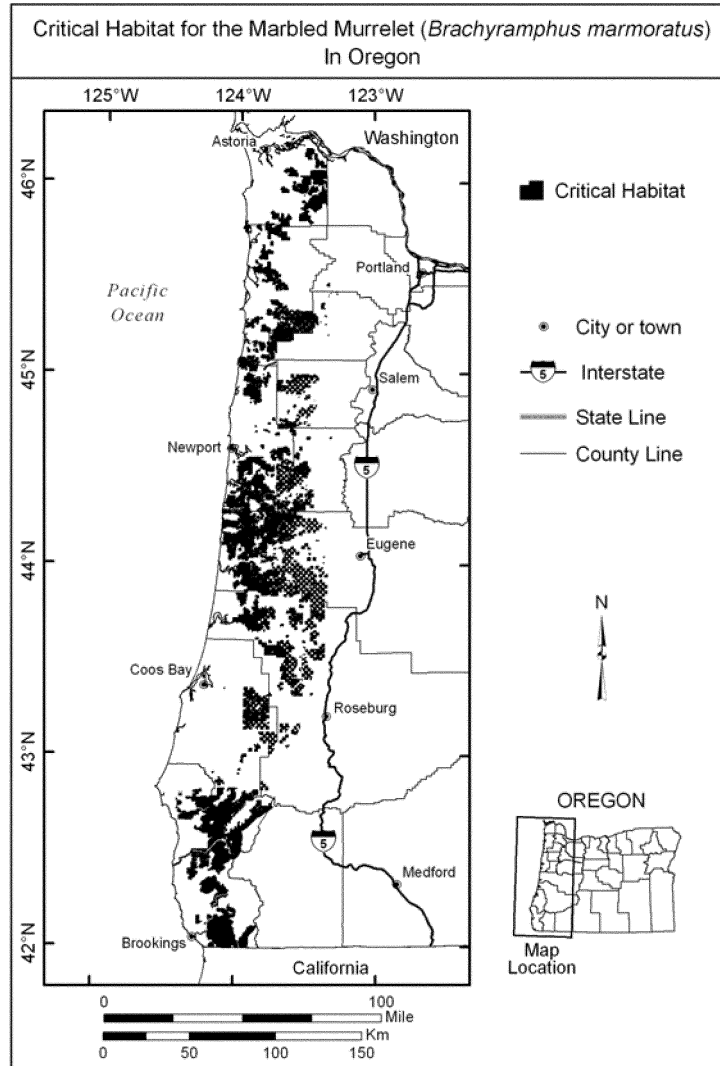 Critical Habitat for the Marbled Murrelet (Brachyramphus marmoratus)
In Oregon
125°W
124°W
123°W
Astoria
Washington
46°N
Critical Habitat
Portland
Pacific
Ocean
City or town
45°N
Salem
5
Interstate
State Line
Newport
County Line
5
44°N
Eugene
N
Coos Bay
Roseburg
43°N
OREGON
5
Medford
42°N
Brookings
California
Map
Location
0
100
Mile
Km
0
50
100
150